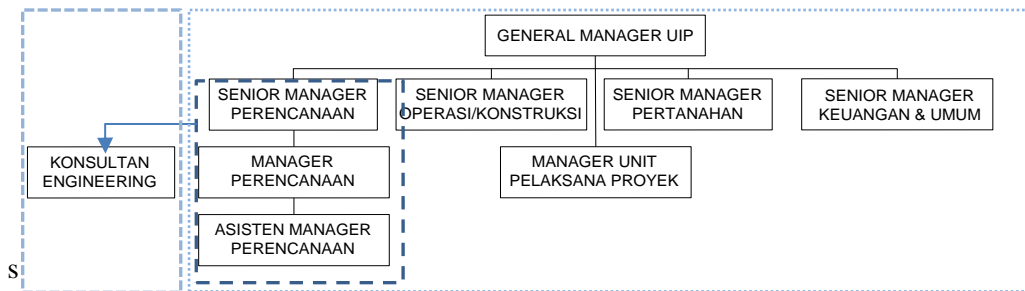 GENERAL MANAGER UIP
SENIOR MANAGER
PERENCANAAN
SENIOR MANAGER
OPERASI/KONSTRUKSI
SENIOR MANAGER
PERTANAHAN
SENIOR MANAGER
KEUANGAN & UMUM
KONSULTAN
ENGINEERING
MANAGER
PERENCANAAN
MANAGER UNIT
PELAKSANA PROYEK
ASISTEN MANAGER
PERENCANAAN
S